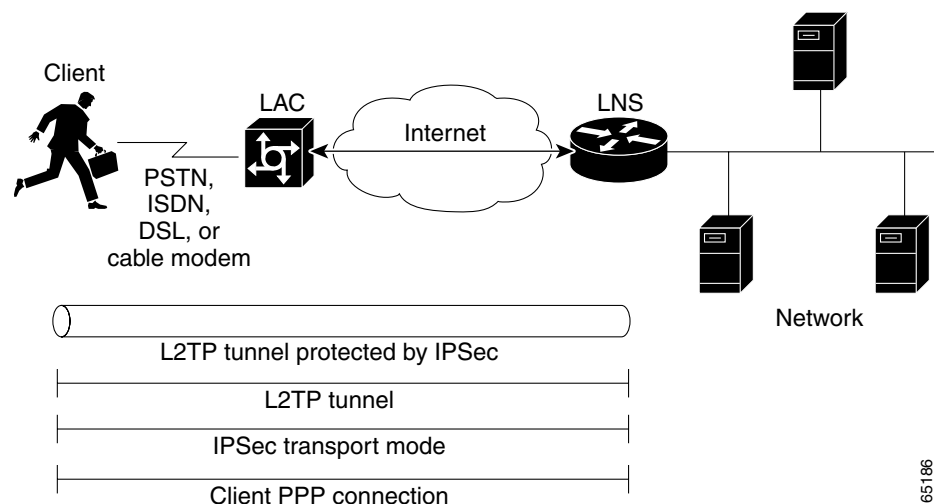 Client
LAC
Internet
LNS
PSTN,
ISDN,
DSL, or
cable modem
Network
L2TP tunnel protected by IPSec
L2TP tunnel
IPSec transport mode
Client PPP connection
65186